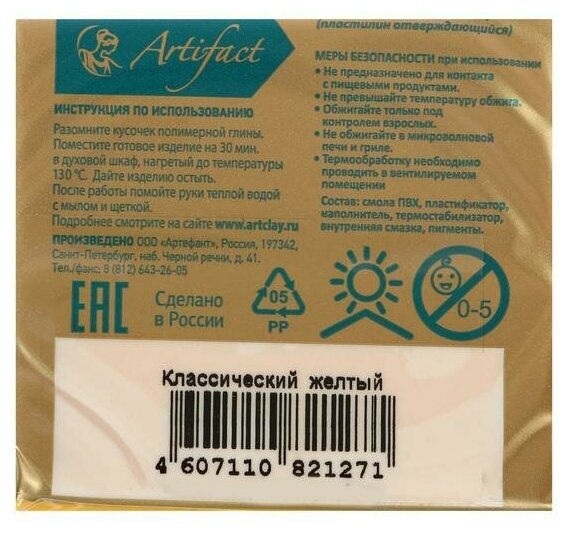 Artifact
ИНСТРУКЦИЯ ПО ИСПОЛЬЗОВАНИЮ
Разомните кусочек полимерной глины.
Поместите готовое изделие на 30 мин.
в духовой шкаф, нагретый до температуры
130 °С. Дайте изделию остыть.
После работы помойте руки теплой водой
с мылом и щеткой.
Подробнее смотрите на сайте www.artclay.ru
ПРОИЗВЕДЕНО ООО «Артефант», Россия, 197342,
Санкт-Петербург, наб. Черной речки, д. 41.
Тел./факс: 8 (812) 643-26-05
(пластилин отверждающийся)
МЕРЫ БЕЗОПАСНОСТИ при использовании
• Не предназначено для контакта
с пищевыми продуктами.
• Не превышайте температуру обжига.
• Обжигайте только под
контролем взрослых.
• Не обжигайте в микроволновой
печи и гриле.
• Термообработку необходимо
проводить в вентилируемом
помещении
Состав: смола ПВХ, пластификатор,
наполнитель, термостабилизатор,
внутренняя смазка, пигменты.
EAC
Сделано
в России
05
PP
0-5
Классический желтый
4 607110 821271